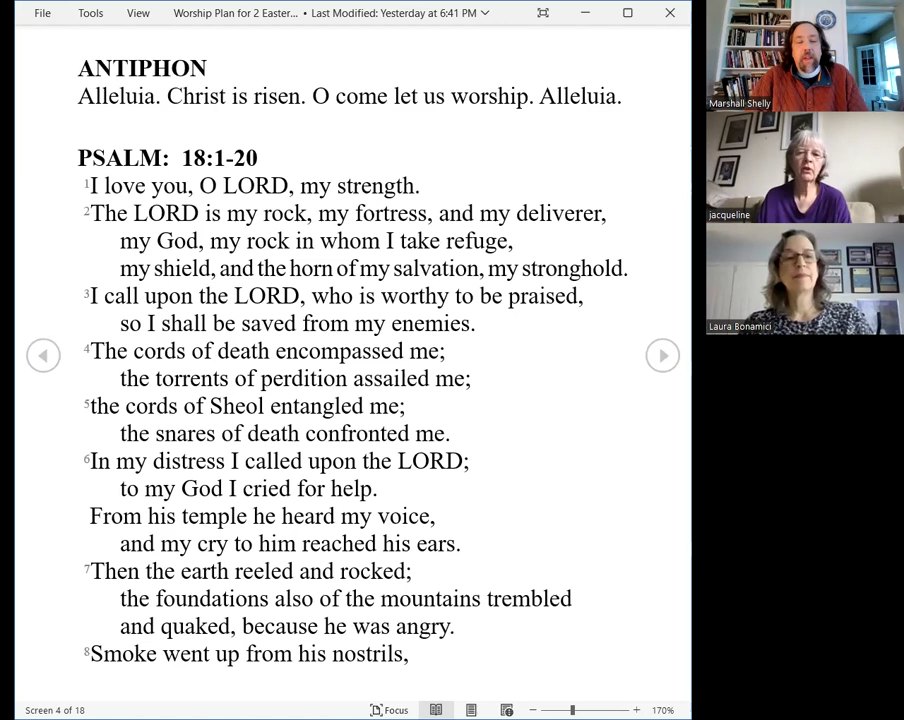 File Tools Worship Plan for 2 Easter... • Last Modified: Yesterday at 6:41 PM
ANTIPHON
Alleluia. Christ is risen. O come let us worship. Alleluia.
PSALM: 18:1-20
1I love you, O LORD, my strength.
2The LORD is my rock, my fortress, and my deliverer,
my God, my rock in whom I take refuge,
my shield, and the horn of my salvation, my stronghold.
3I call upon the LORD, who is worthy to be praised,
so I shall be saved from my enemies.
4The cords of death encompassed me;
the torrents of perdition assailed me;
5the cords of Sheol entangled me;
the snares of death confronted me.
6In my distress I called upon the LORD;
to my God I cried for help.
From his temple he heard my voice,
and my cry to him reached his ears.
7Then the earth reeled and rocked;
the foundations also of the mountains trembled
and quaked, because he was angry.
8Smoke went up from his nostrils,
Screen 4 of 18 Focus 170%
Marshall Shelly
jacqueline
Laura Bonamici